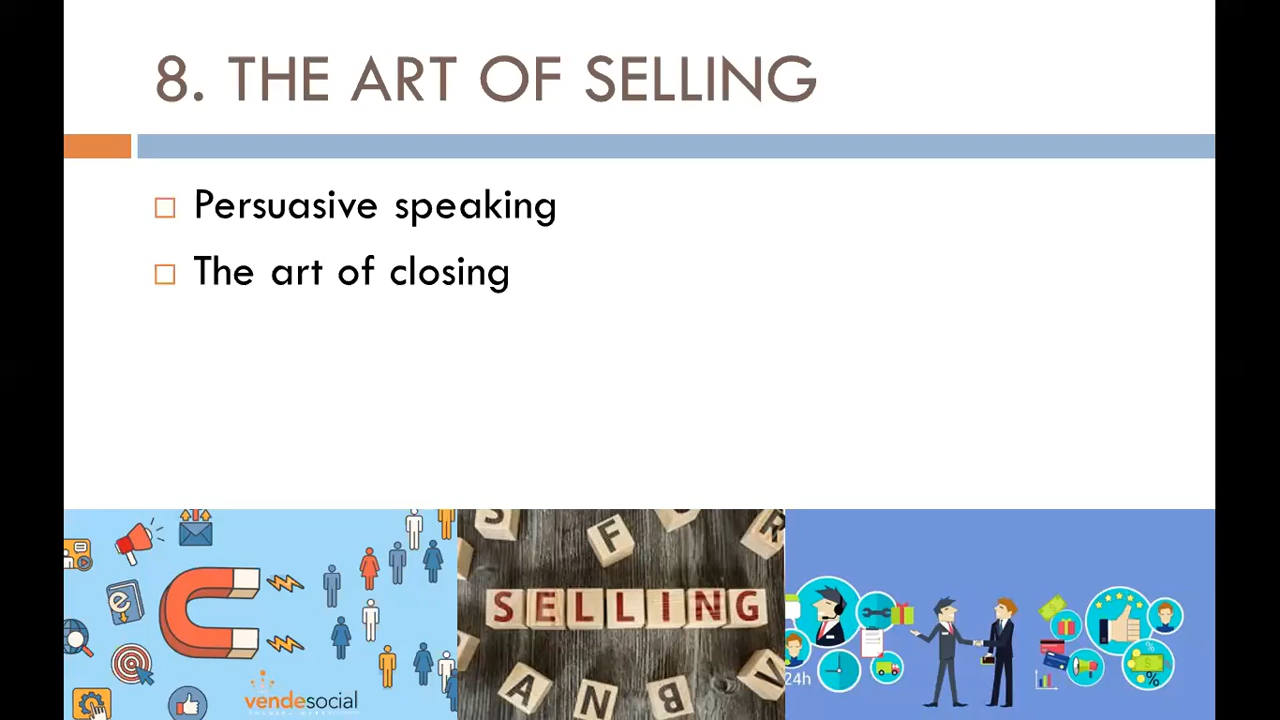 8. THE ART OF SELLING
Persuasive speaking
The art of closing
S
F
R
SELLING
A
N
B
V
e
vendesocial
24h
%
%